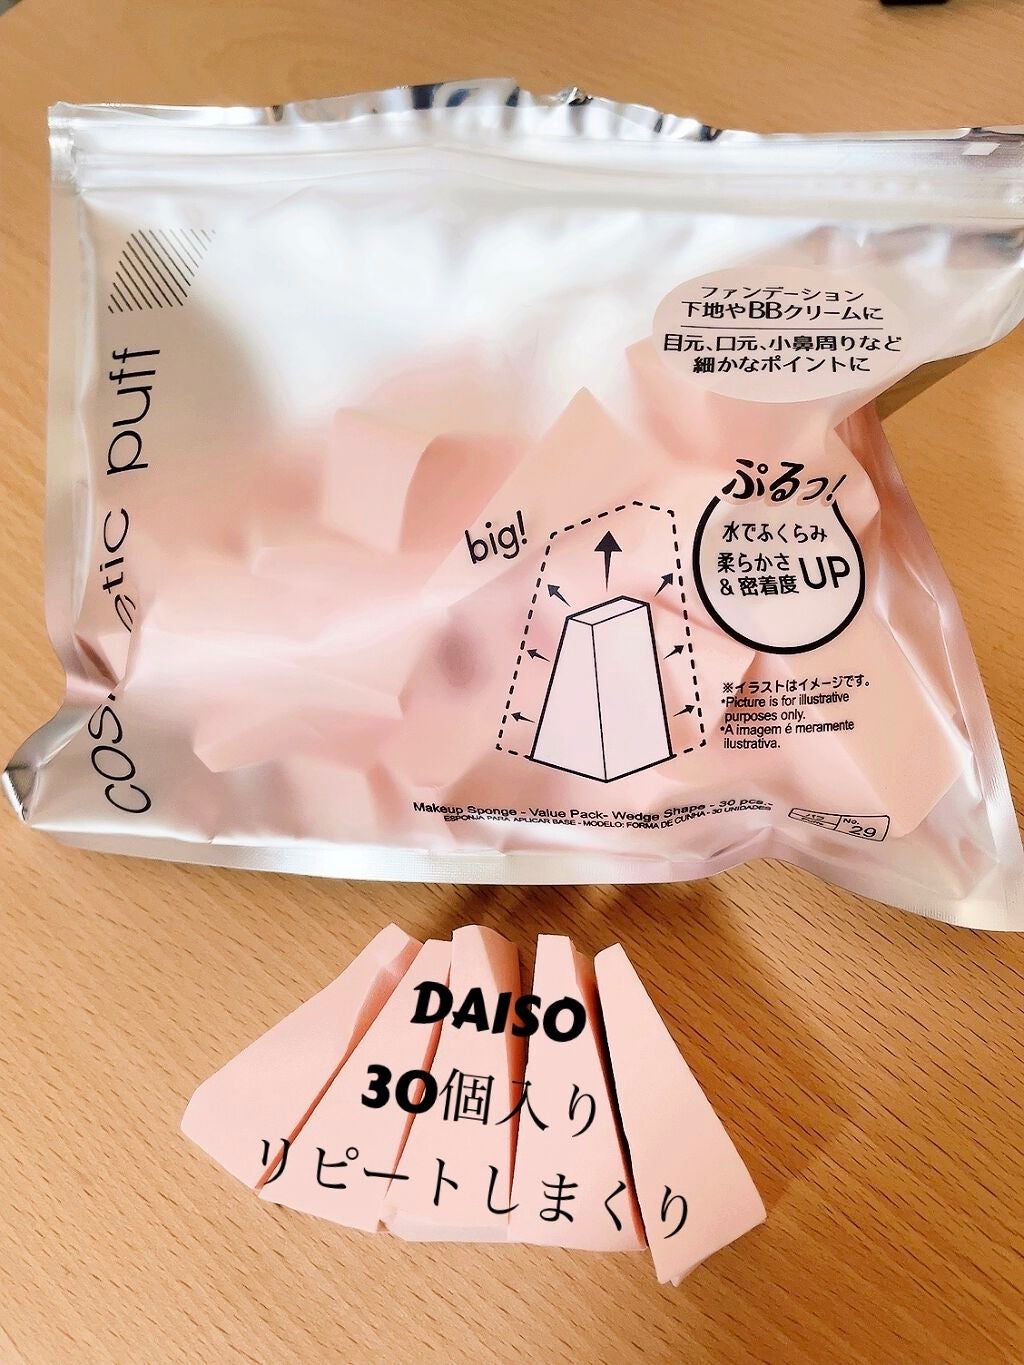 cosmetic puff
ファンデーション
下地やBBクリームに
目元、口元、小鼻周りなど
細かなポイントに
ぷるっ!
水でふくらみ
柔らかさ
&密着度 UP
big!
※イラストはイメージです。
•Picture is for illustrative
purposes only.
•A imagem é meramente
ilustrativa.
Makeup Sponge - Value Pack- Wedge Shape - 30 pcs.-
ESPONJA PARA APLICAR BASE - MODELO: FORMA DE CUNHA - 30 UNIDADES
No.
29
DAISO
30個入り
リピートしまくり